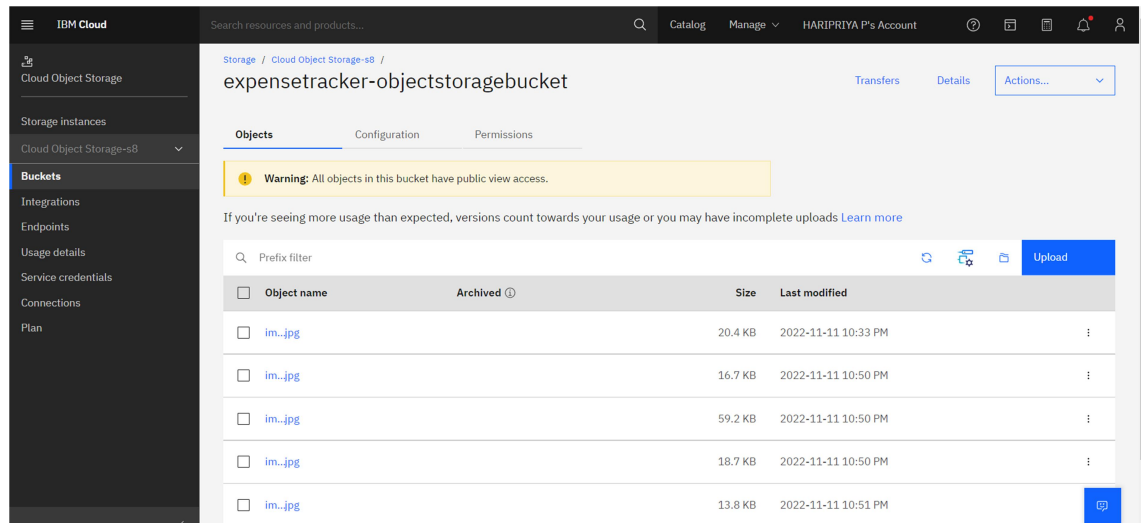 IBM Cloud
Search resources and products...
Catalog
Manage
HARIPRIYA P's Account
Cloud Object Storage
Storage instances
Cloud Object Storage-s8
Buckets
Integrations
Endpoints
Usage details
Service credentials
Connections
Plan
Storage / Cloud Object Storage-s8 /
expensetracker-objectstoragebucket
Transfers
Details
Actions...
Objects
Configuration
Permissions
Warning: All objects in this bucket have public view access.
If you're seeing more usage than expected, versions count towards your usage or you may have incomplete uploads Learn more
Prefix filter
Upload
Object name Archived Size Last modified
im...jpg 20.4 KB 2022-11-11 10:33 PM
im...jpg 16.7 KB 2022-11-11 10:50 PM
im...jpg 59.2 KB 2022-11-11 10:50 PM
im...jpg 18.7 KB 2022-11-11 10:50 PM
im...jpg 13.8 KB 2022-11-11 10:51 PM